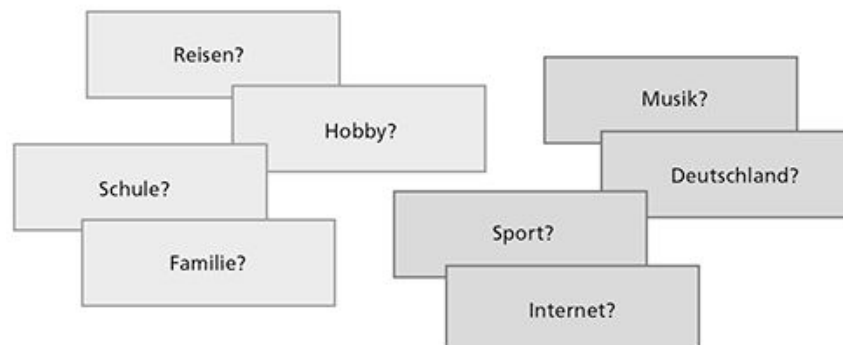 Reisen?
Hobby?
Schule?
Familie?
Musik?
Deutschland?
Sport?
Internet?